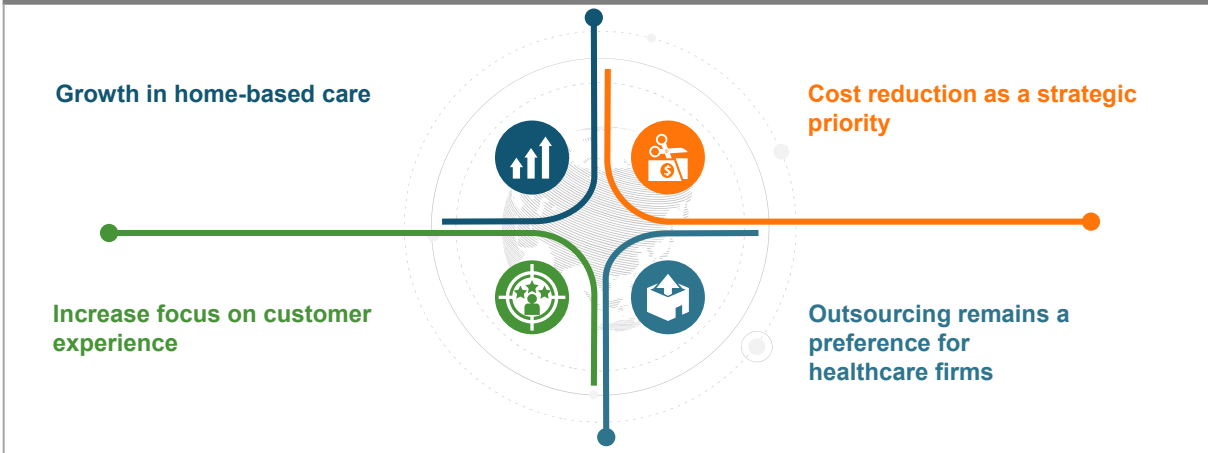 Growth in home-based care
Cost reduction as a strategic
priority
Increase focus on customer
experience
Outsourcing remains a
preference for
healthcare firms